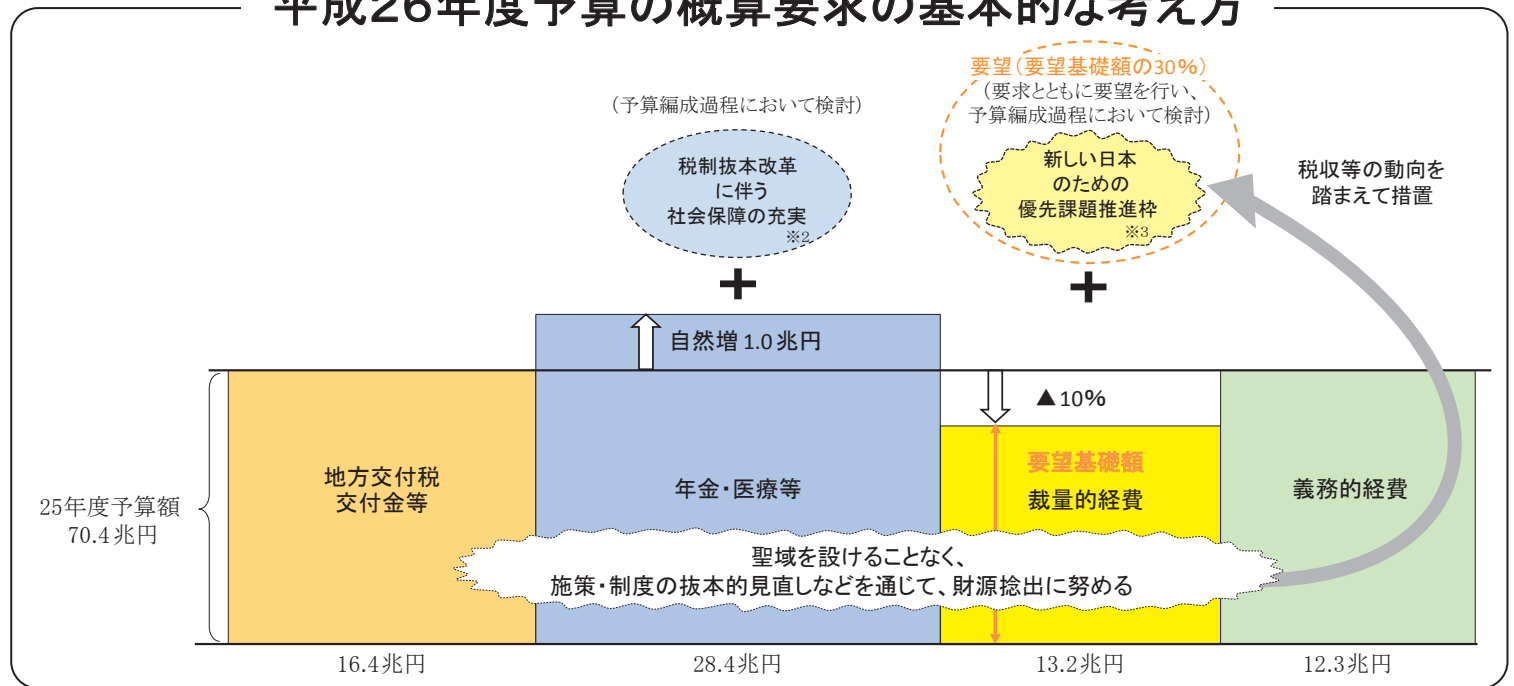 平成26年度予算の概算要求の基本的な考え方
要望(要望基礎額の30%)
(要求とともに要望を行い、
予算編成過程において検討)
(予算編成過程において検討)
税制抜本改革
に伴う
社会保障の充実
※2
新しい日本
のための
優先課題推進枠
※3
税収等の動向を
踏まえて措置
+
+
自然増 1.0 兆円
▲10%
25年度予算額
70.4兆円
地方交付税
交付金等
年金・医療等
要望基礎額
裁量的経費
義務的経費
聖域を設けることなく、
施策・制度の抜本的見直しなどを通じて、財源捻出に努める
16.4兆円
28.4兆円
13.2兆円
12.3兆円